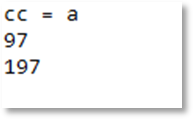 cc = a
97
197